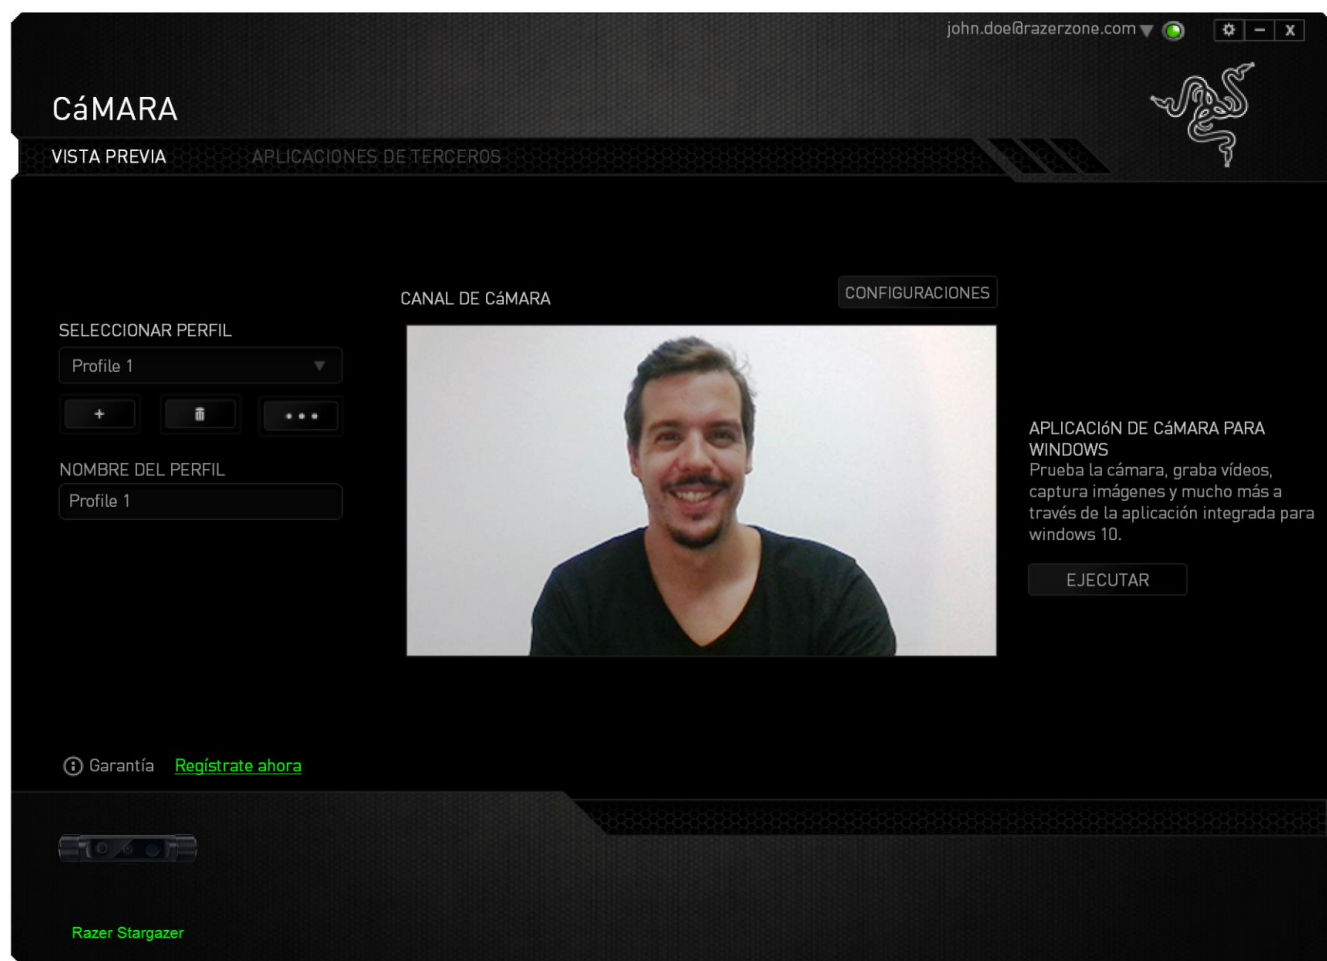 john.doe@razerzone.com
CáMARA
VISTA PREVIA
APLICACIONES DE TERCEROS
CANAL DE CáMARA
CONFIGURACIONES
SELECCIONAR PERFIL
Profile 1
NOMBRE DEL PERFIL
Profile 1
APLICACIóN DE CáMARA PARA
WINDOWS
Prueba la cámara, graba vídeos,
captura imágenes y mucho más a
través de la aplicación integrada para
windows 10.
EJECUTAR
Garantía
Regístrate ahora
Razer Stargazer